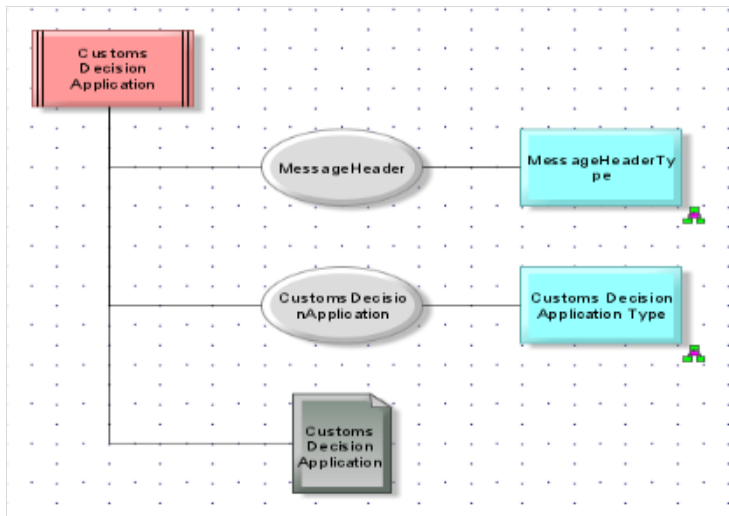 Customs
Decision
Application
MessageHeader
MessageHeaderTy
pe
CustomsDecisio
nApplication
Customs Decision
Application Type
Customs
Decision
Application